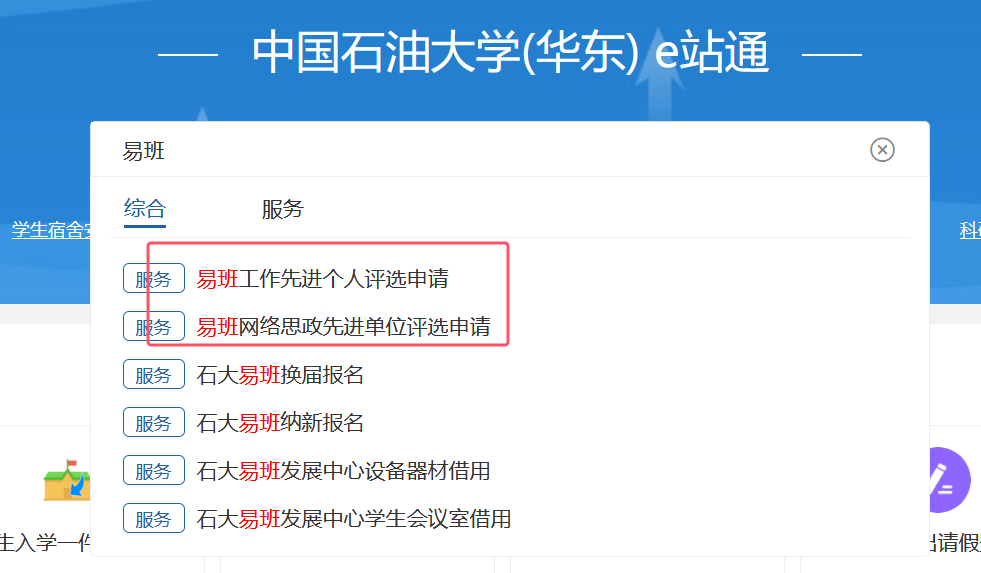 中国石油大学(华东) e站通
易班
综合 服务
学生宿舍
服务 易班工作先进个人评选申请
服务 易班网络思政先进单位评选申请
服务 石大易班换届报名
服务 石大易班纳新报名
服务 石大易班发展中心设备器材借用
服务 石大易班发展中心学生会议室借用
生入学一件
出请假